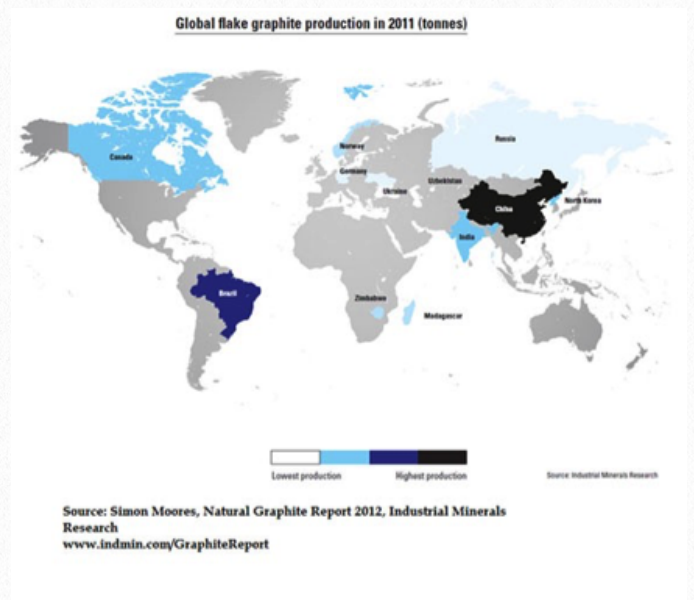 Global flake graphite production in 2011 (tonnes)
Canada
Norway
Russia
Germany
Ukraine
Uzbekistan
China
North Korea
India
Brazil
Zimbabwe
Madagascar
Lowest production
Highest production
Source: Industrial Minerals Research
Source: Simon Moores, Natural Graphite Report 2012, Industrial Minerals
Research
www.indmin.com/GraphiteReport